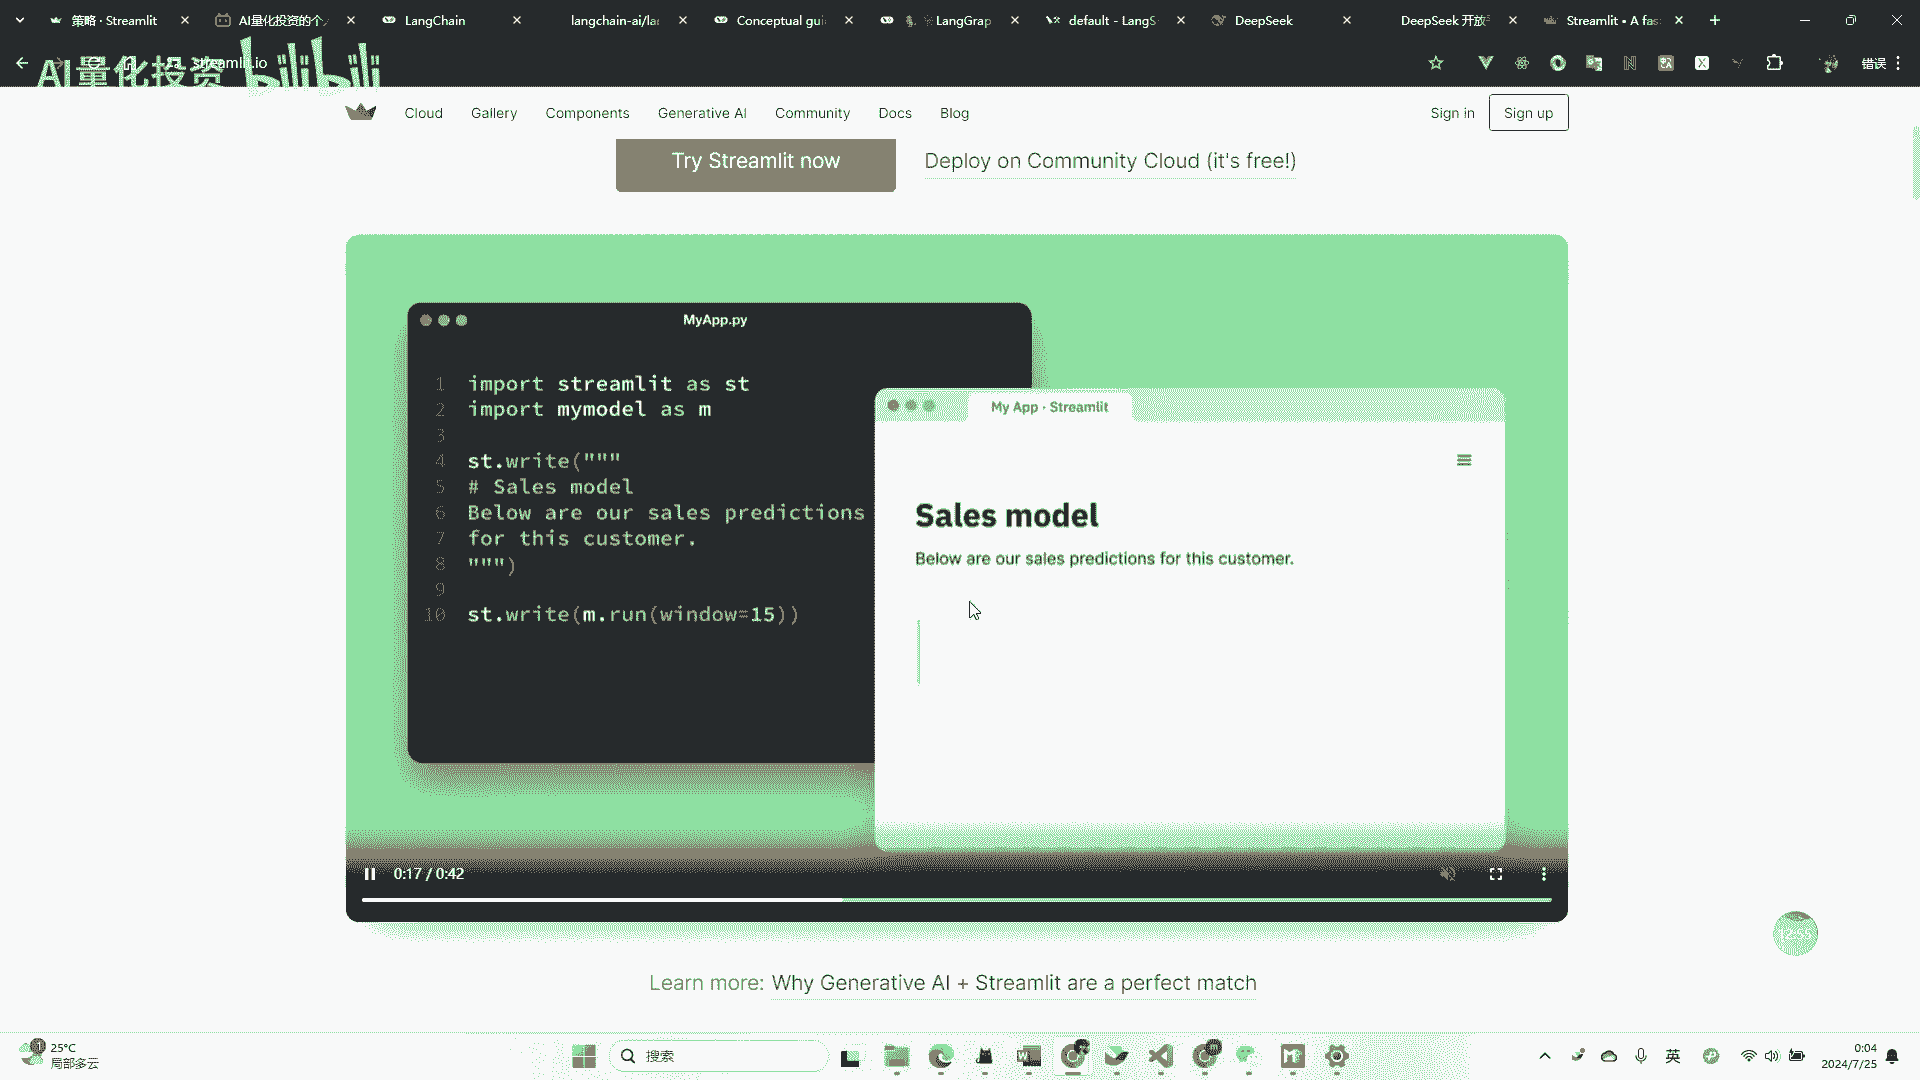 策略 · Streamlit
AI量化投资的个人
LangChain
langchain-ai/la
Conceptual gui
LangGrap
default - LangS
DeepSeek
DeepSeek 开放平
Streamlit • A fas
AI量化投资 bilibili
streamlit.io
错误
Cloud
Gallery
Components
Generative AI
Community
Docs
Blog
Sign in
Sign up
Try Streamlit now
Deploy on Community Cloud (it's free!)
MyApp.py
1 import streamlit as st
2 import mymodel as m
3
4 st.write("""
5 # Sales model
6 Below are our sales predictions
7 for this customer.
8 """)
9
10 st.write(m.run(window=15))
My App · Streamlit
Sales model
Below are our sales predictions for this customer.
0:17 / 0:42
12:55
Learn more: Why Generative AI + Streamlit are a perfect match
25°C
局部多云
搜索
英
0:04
2024/7/25